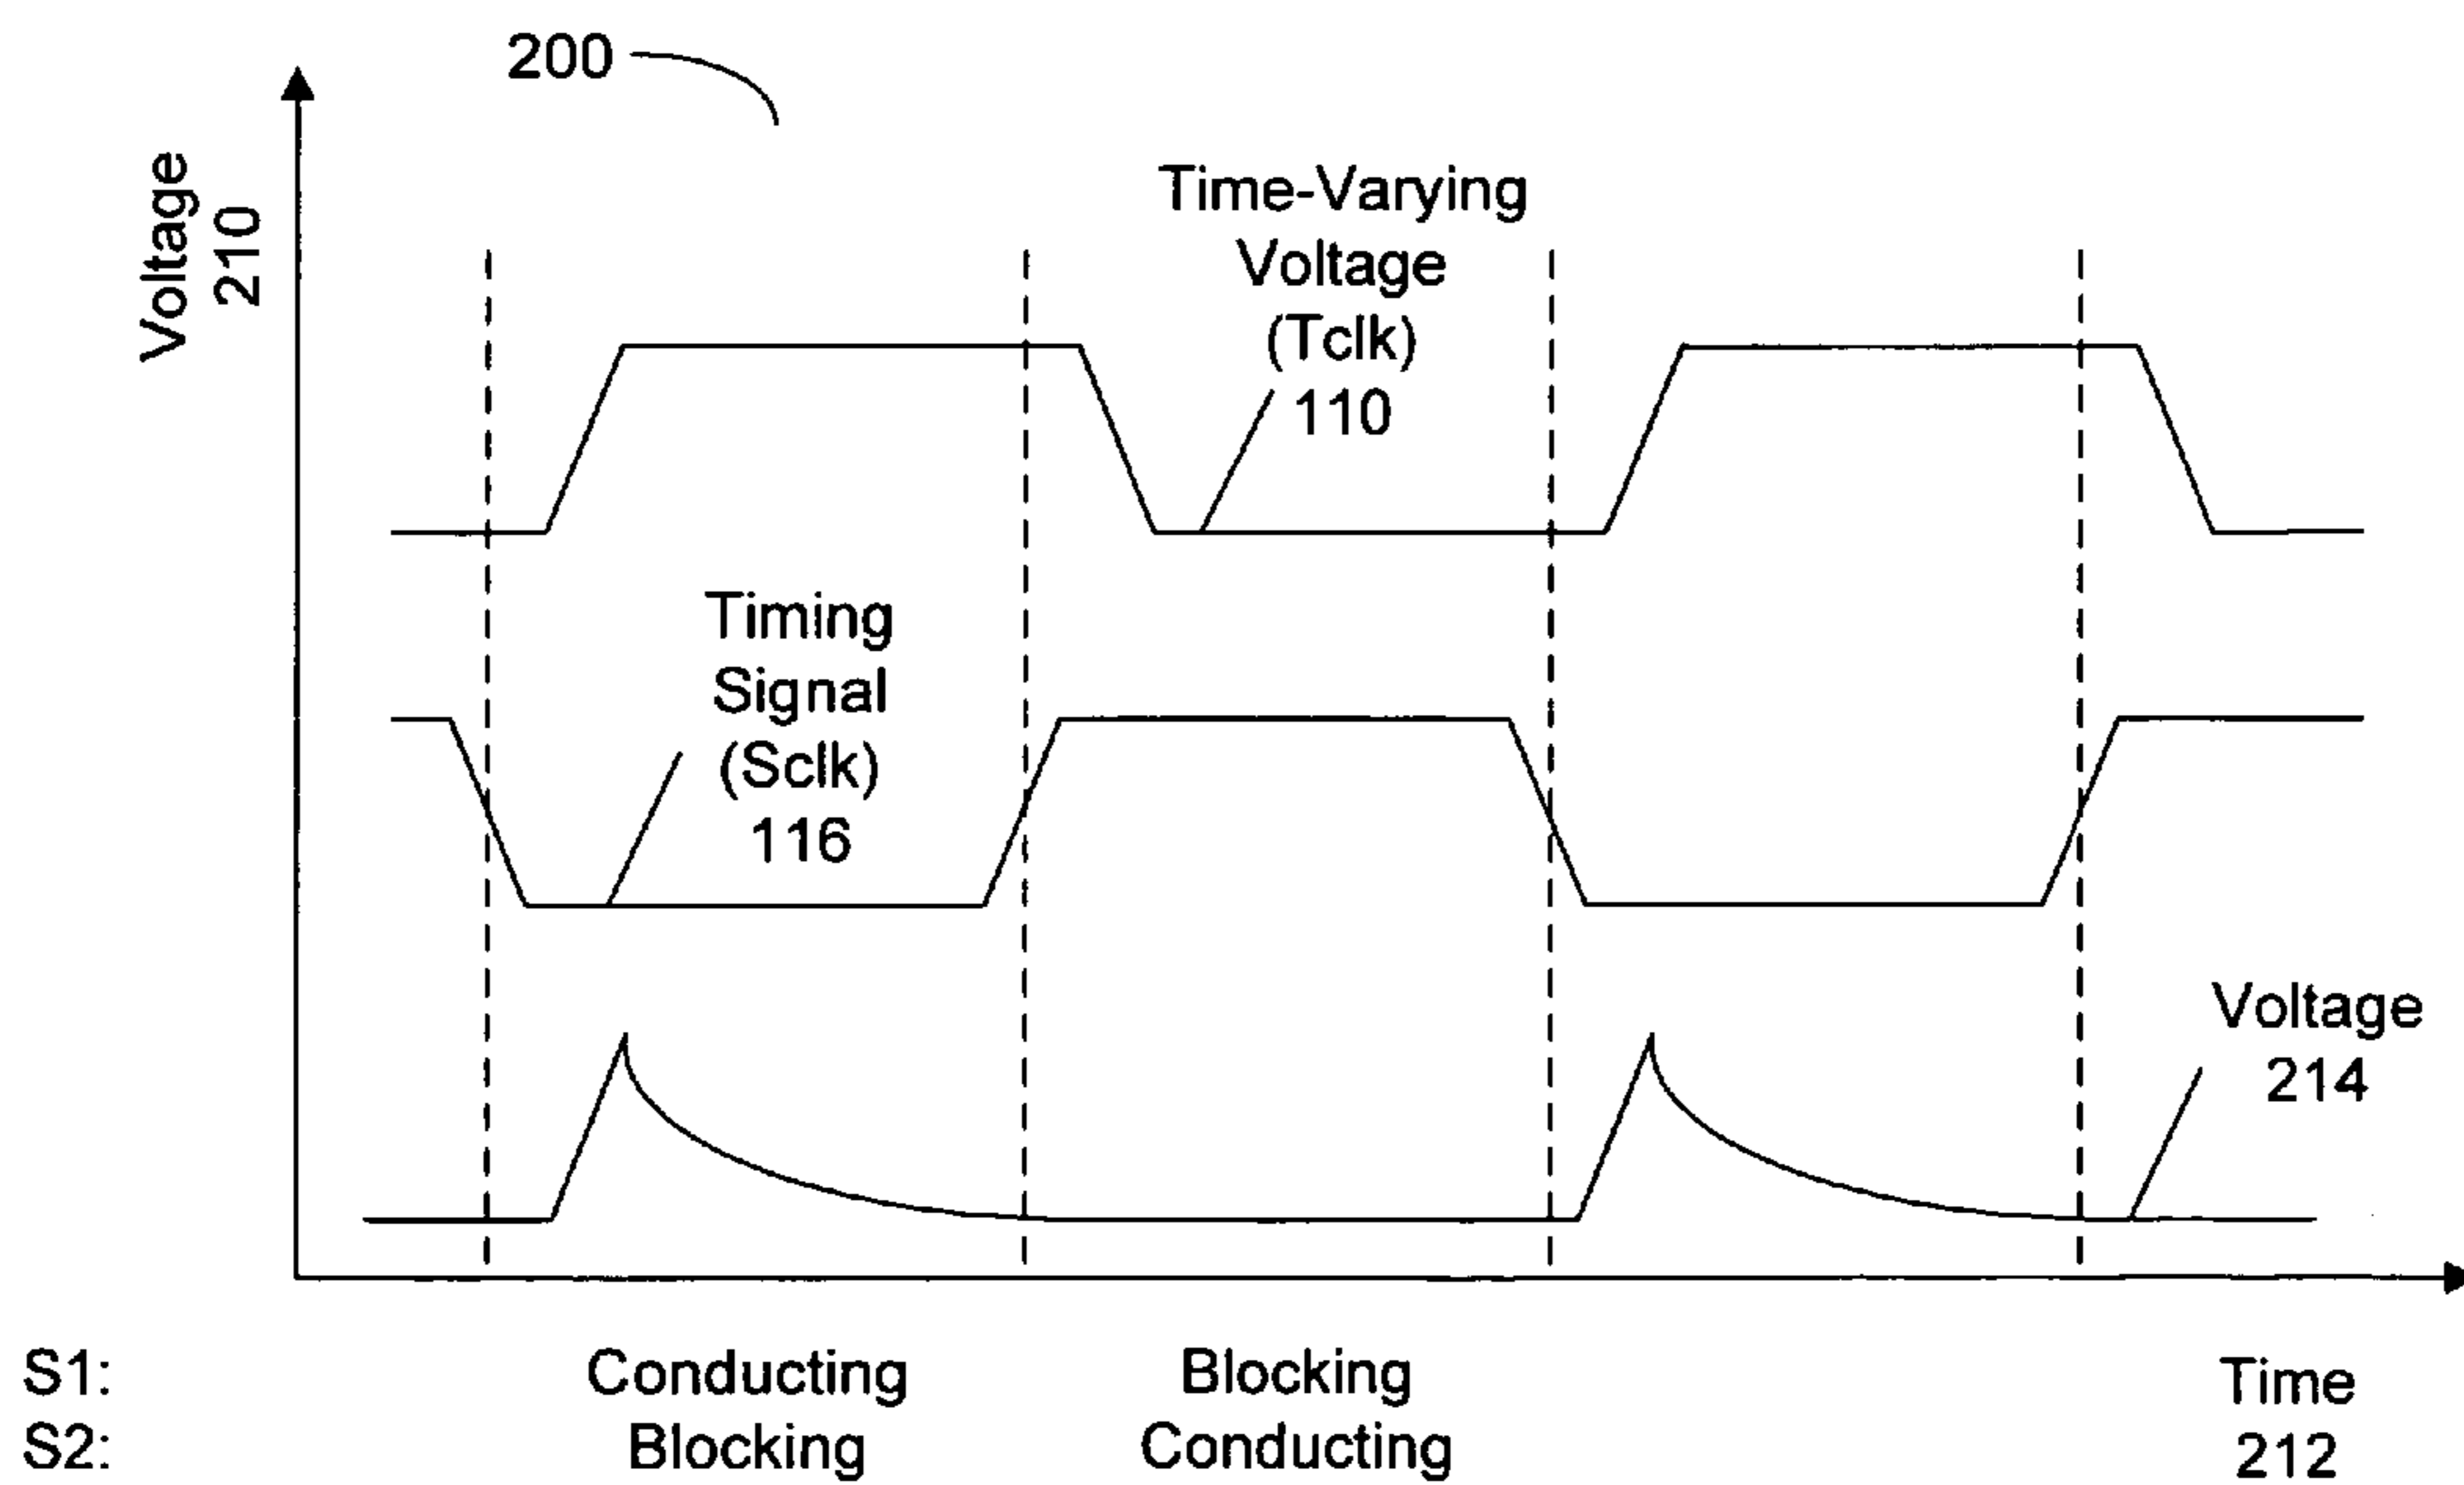 200
Voltage
210
Time-Varying
Voltage
(Tclk)
110
Timing
Signal
(Sclk)
116
Voltage
214
S1:
Conducting
Blocking
S2:
Blocking
Conducting
Time
212